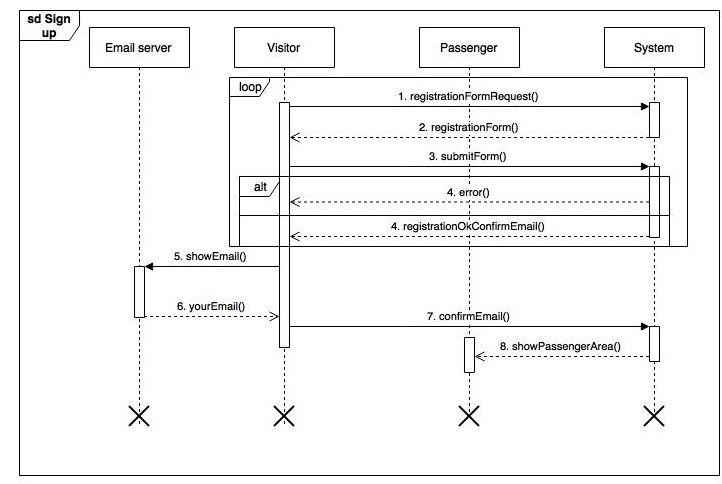 sd Sign
up
Email server
Visitor
Passenger
System
loop
1. registrationFormRequest()
2. registrationForm()
3. submitForm()
alt
4. error()
4. registrationOkConfirmEmail()
5. showEmail()
6. yourEmail()
7. confirmEmail()
8. showPassengerArea()